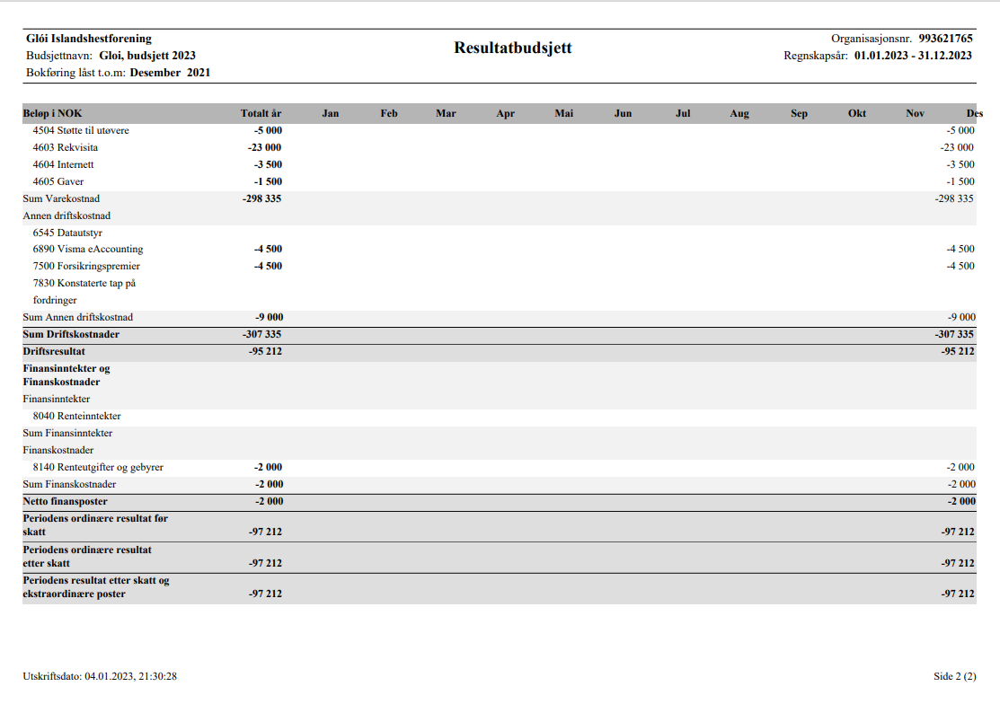 Glói Islandshestforening
Organisasjonsnr. 993621765
Resultatbudsjett
Budsjettnavn: Gloi, budsjett 2023
Regnskapsår: 01.01.2023 - 31.12.2023
Bokføring låst t.o.m: Desember 2021
Beløp i NOK Totalt år Jan Feb Mar Apr Mai Jun Jul Aug Sep Okt Nov Des
4504 Støtte til utøvere -5 000 -5 000
4603 Rekvisita -23 000 -23 000
4604 Internett -3 500 -3 500
4605 Gaver -1 500 -1 500
Sum Varekostnad -298 335 -298 335
Annen driftskostnad
6545 Datautstyr
6890 Visma eAccounting -4 500 -4 500
7500 Forsikringspremier -4 500 -4 500
7830 Konstaterte tap på
fordringer
Sum Annen driftskostnad -9 000 -9 000
Sum Driftskostnader -307 335 -307 335
Driftsresultat -95 212 -95 212
Finansinntekter og
Finanskostnader
Finansinntekter
8040 Renteinntekter
Sum Finansinntekter
Finanskostnader
8140 Renteutgifter og gebyrer -2 000 -2 000
Sum Finanskostnader -2 000 -2 000
Netto finansposter -2 000 -2 000
Periodens ordinære resultat før
skatt -97 212 -97 212
Periodens ordinære resultat
etter skatt -97 212 -97 212
Periodens resultat etter skatt og
ekstraordinære poster -97 212 -97 212
Utskriftsdato: 04.01.2023, 21:30:28 Side 2 (2)